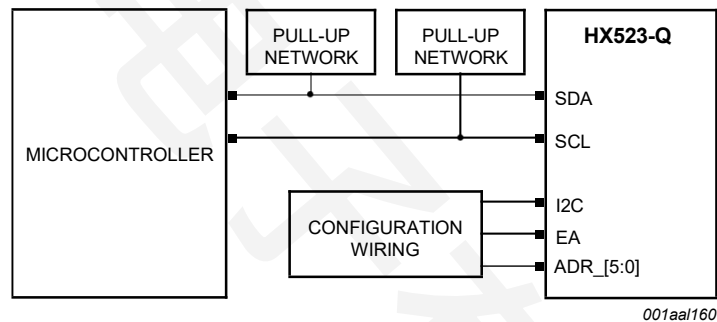 PULL-UP
NETWORK
PULL-UP
NETWORK
HX523-Q
MICROCONTROLLER
SDA
SCL
CONFIGURATION
WIRING
I2C
EA
ADR_[5:0]
001aal160